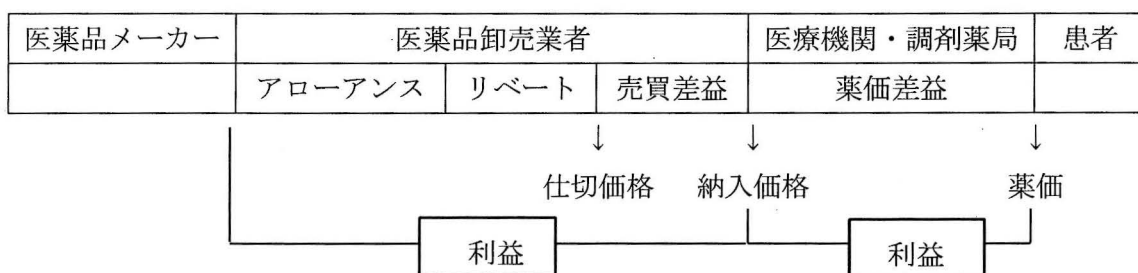 医薬品メーカー 医薬品卸売業者 医療機関・調剤薬局 患者
アローアンス リベート 売買差益 薬価差益
↓ ↓ ↓
仕切価格 納入価格 薬価
利益 利益